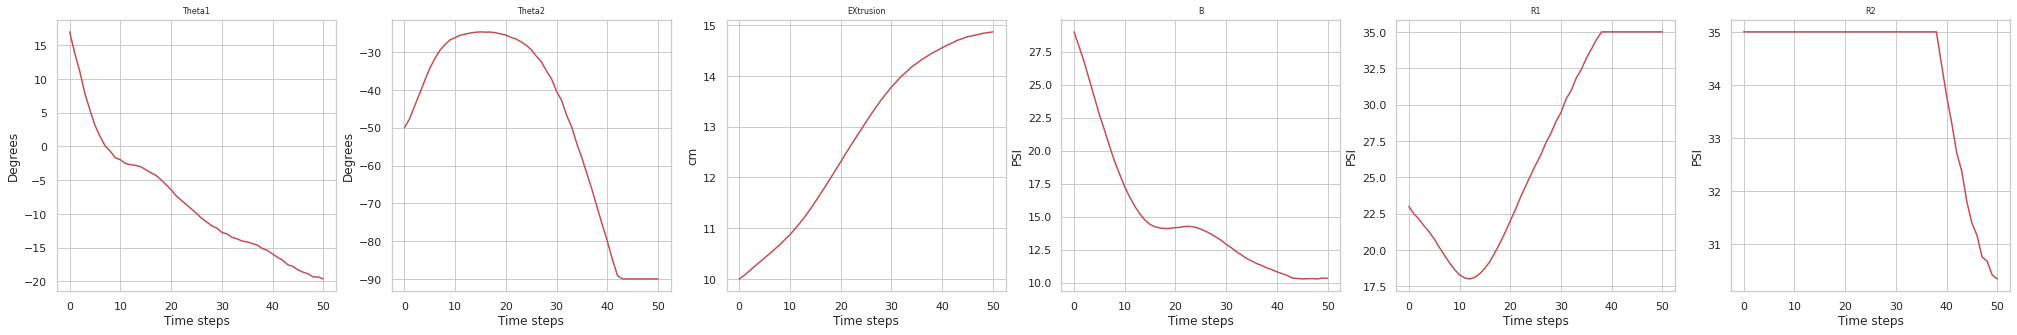 Theta1
Degrees
15
10
5
0
−5
−10
−15
−20
0 10 20 30 40 50
Time steps
Theta2
Degrees
−30
−40
−50
−60
−70
−80
−90
0 10 20 30 40 50
Time steps
EXtrusion
cm
15
14
13
12
11
10
0 10 20 30 40 50
Time steps
B
PSI
27.5
25.0
22.5
20.0
17.5
15.0
12.5
10.0
0 10 20 30 40 50
Time steps
R1
PSI
35.0
32.5
30.0
27.5
25.0
22.5
20.0
17.5
0 10 20 30 40 50
Time steps
R2
PSI
35
34
33
32
31
0 10 20 30 40 50
Time steps